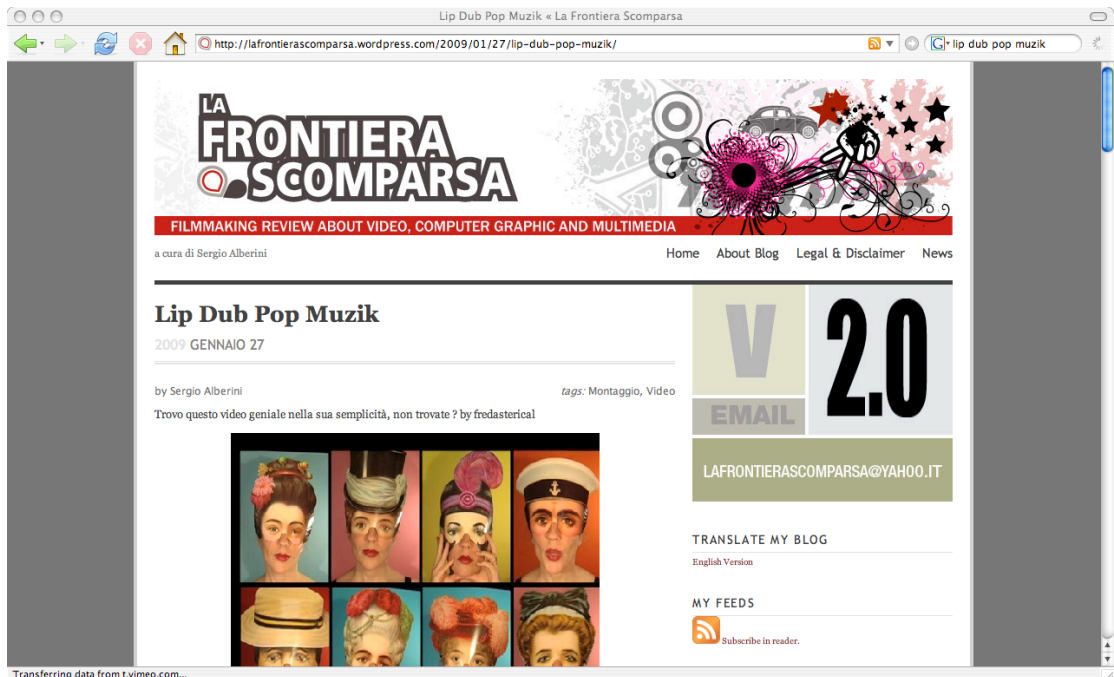 Lip Dub Pop Muzik « La Frontiera Scomparsa
http://lafrontierascomparsa.wordpress.com/2009/01/27/lip-dub-pop-muzik/
lip dub pop muzik
LA
FRONTIERA
SCOMPARSA
FILMMAKING REVIEW ABOUT VIDEO, COMPUTER GRAPHIC AND MULTIMEDIA
a cura di Sergio Alberini
Home About Blog Legal & Disclaimer News
Lip Dub Pop Muzik
2009 GENNAIO 27
by Sergio Alberini
tags: Montaggio, Video
Trovo questo video geniale nella sua semplicità, non trovate ? by fredasterical
V
2.0
EMAIL
LAFRONTIERASCOMPARSA@YAHOO.IT
TRANSLATE MY BLOG
English Version
MY FEEDS
Subscribe in reader.
Transferring data from t.vimeo.com...